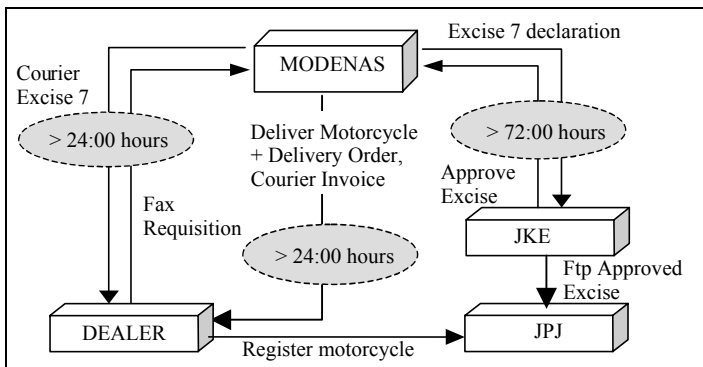 Excise 7 declaration
MODENAS
Courier
Excise 7
> 24:00 hours
Deliver Motorcycle
+ Delivery Order,
Courier Invoice
> 72:00 hours
Approve
Excise
Fax
Requisition
JKE
> 24:00 hours
Ftp Approved
Excise
DEALER
JPJ
Register motorcycle